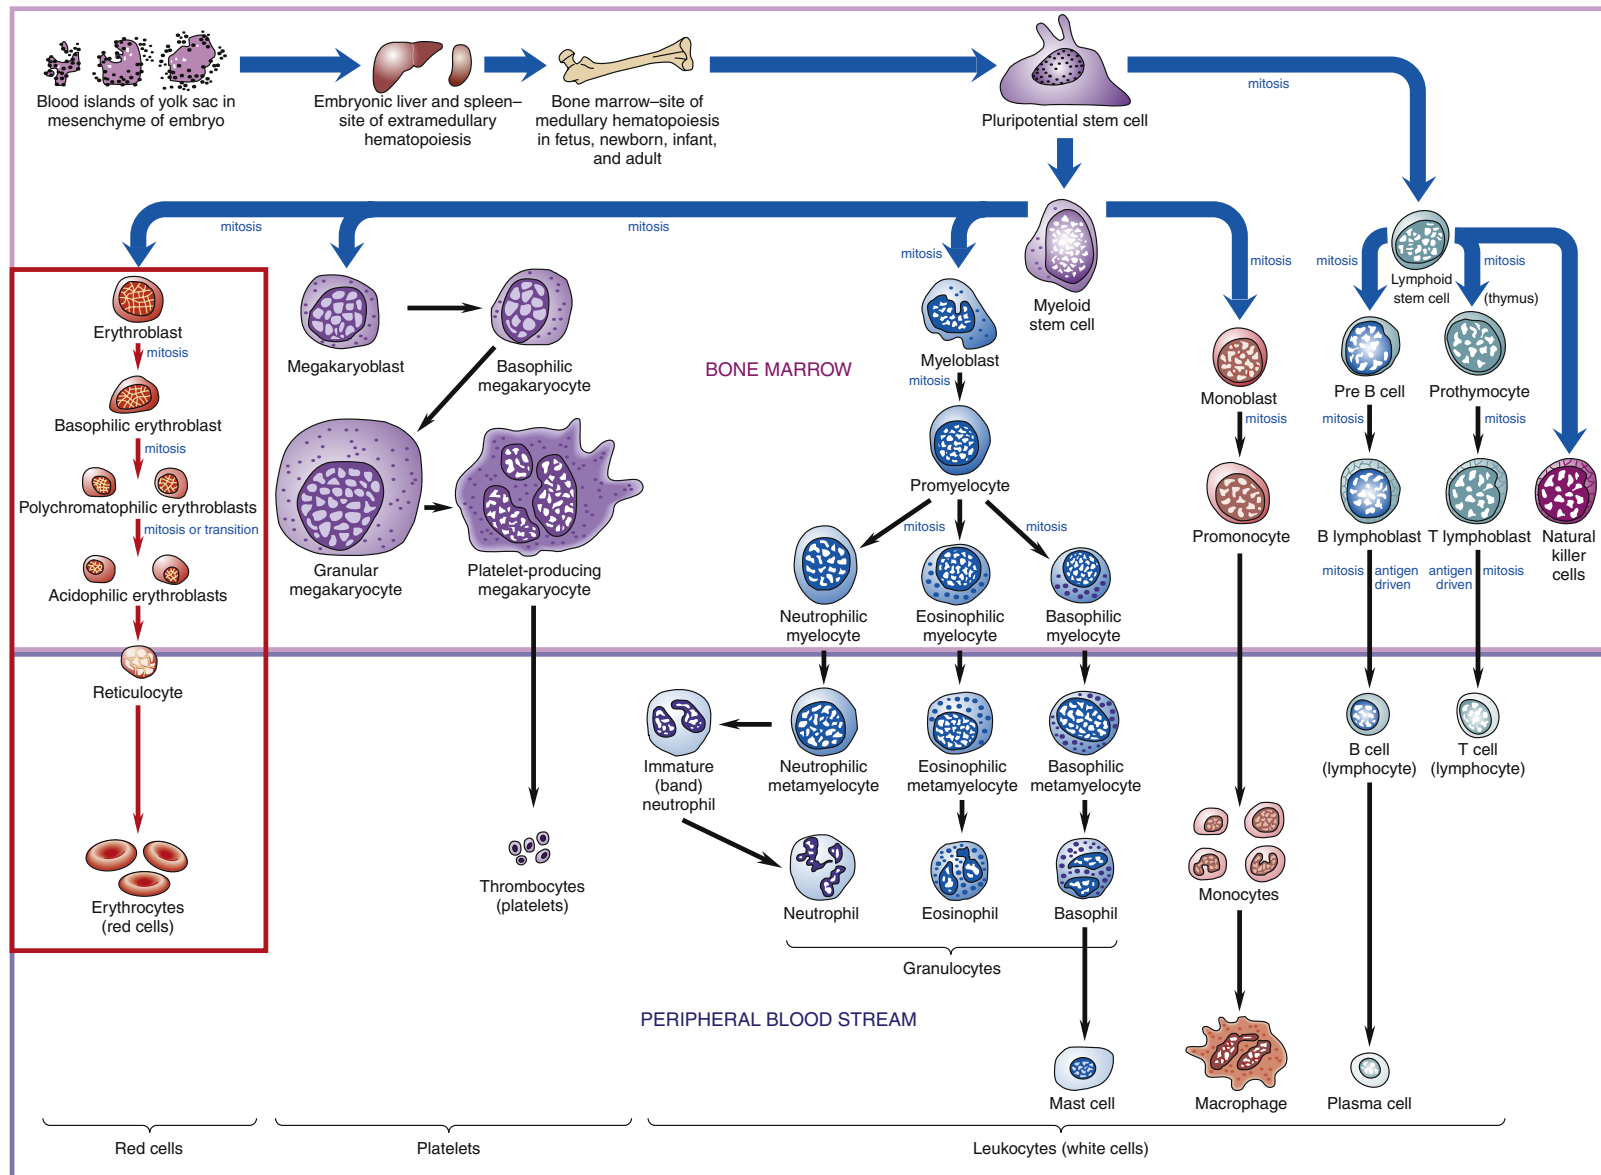 Blood islands of yolk sac in
mesenchyme of embryo
Embryonic liver and spleen–
site of extramedullary
hematopoiesis
Bone marrow–site of
medullary hematopoiesis
in fetus, newborn, infant,
and adult
Pluripotential stem cell
mitosis
mitosis
mitosis
mitosis
Myeloid
stem cell
mitosis
mitosis
Lymphoid
stem cell
mitosis
(thymus)
Erythroblast
mitosis
Basophilic erythroblast
mitosis
Polychromatophilic erythroblasts
mitosis or transition
Acidophilic erythroblasts
Reticulocyte
Erythrocytes
(red cells)
Megakaryoblast
Basophilic
megakaryocyte
Granular
megakaryocyte
Platelet-producing
megakaryocyte
Thrombocytes
(platelets)
BONE MARROW
Myeloblast
mitosis
Promyelocyte
mitosis
mitosis
Neutrophilic
myelocyte
Eosinophilic
myelocyte
Basophilic
myelocyte
Immature
(band)
neutrophil
Neutrophilic
metamyelocyte
Eosinophilic
metamyelocyte
Basophilic
metamyelocyte
Neutrophil
Eosinophil
Basophil
Granulocytes
Mast cell
Monoblast
mitosis
Promonocyte
Monocytes
Macrophage
Pre B cell
mitosis
B lymphoblast
mitosis
antigen
driven
B cell
(lymphocyte)
Plasma cell
Prothymocyte
mitosis
T lymphoblast
antigen
driven
mitosis
T cell
(lymphocyte)
Natural
killer
cells
PERIPHERAL BLOOD STREAM
Red cells
Platelets
Leukocytes (white cells)